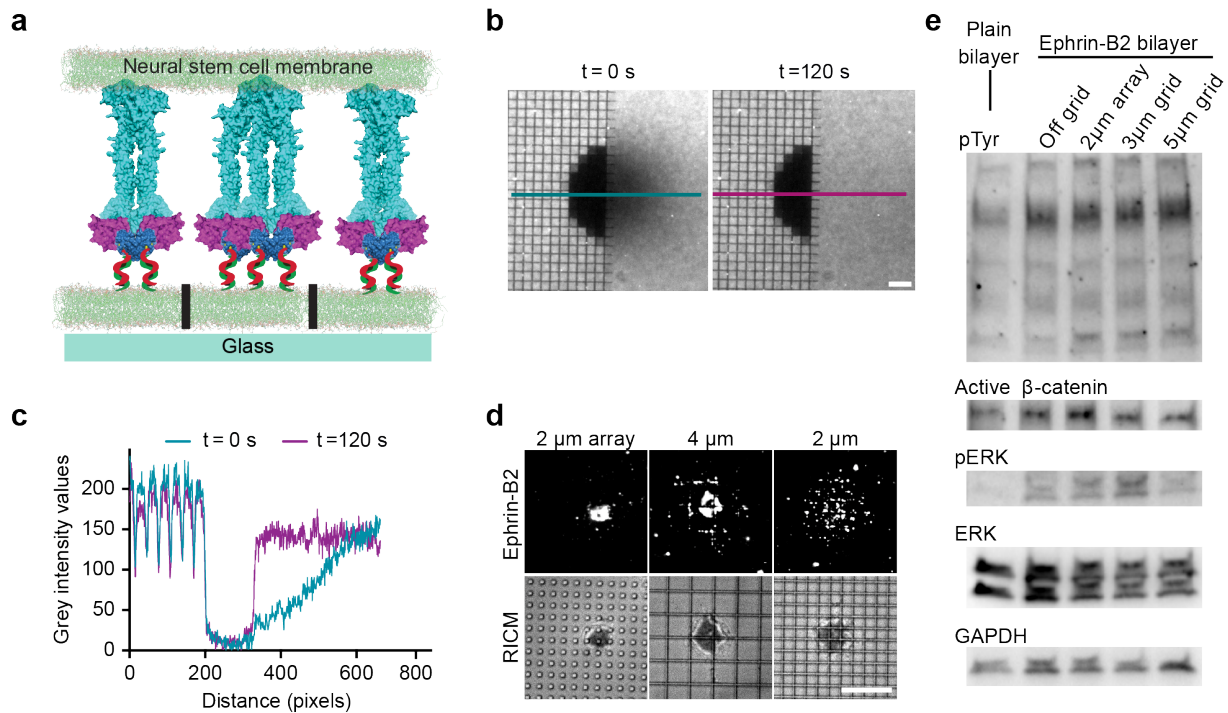 a
Neural stem cell membrane
Glass
b
t = 0 s
t =120 s
c
t = 0 s
t =120 s
Grey intensity values
200
150
100
50
0
0
200
400
600
800
Distance (pixels)
d
2 µm array
4 µm
2 µm
Ephrin-B2
RICM
e
Plain
bilayer
Ephrin-B2 bilayer
Off grid
2µm array
3µm grid
5µm grid
pTyr
Active β-catenin
pERK
ERK
GAPDH